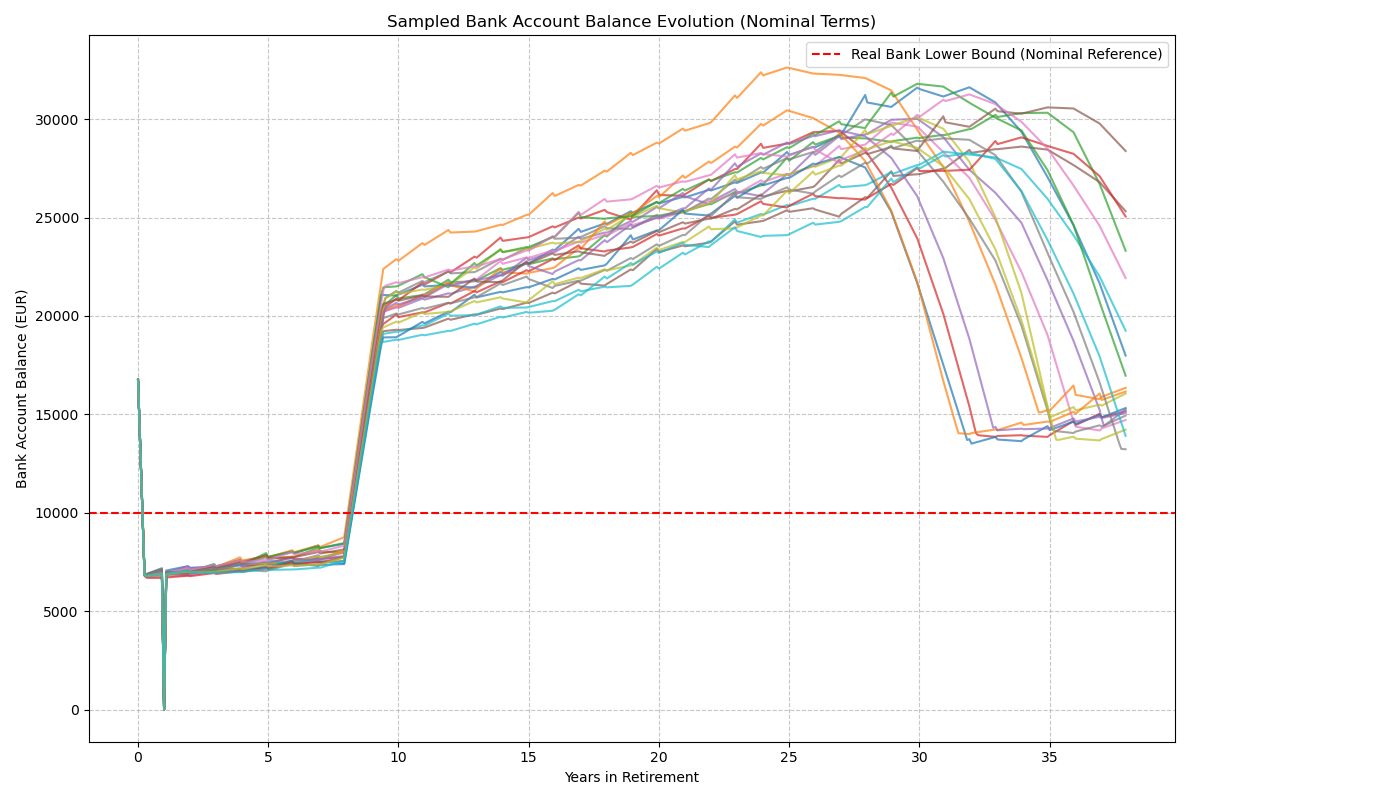 Sampled Bank Account Balance Evolution (Nominal Terms)
Real Bank Lower Bound (Nominal Reference)
Bank Account Balance (EUR)
30000
25000
20000
15000
10000
5000
0
0 5 10 15 20 25 30 35
Years in Retirement